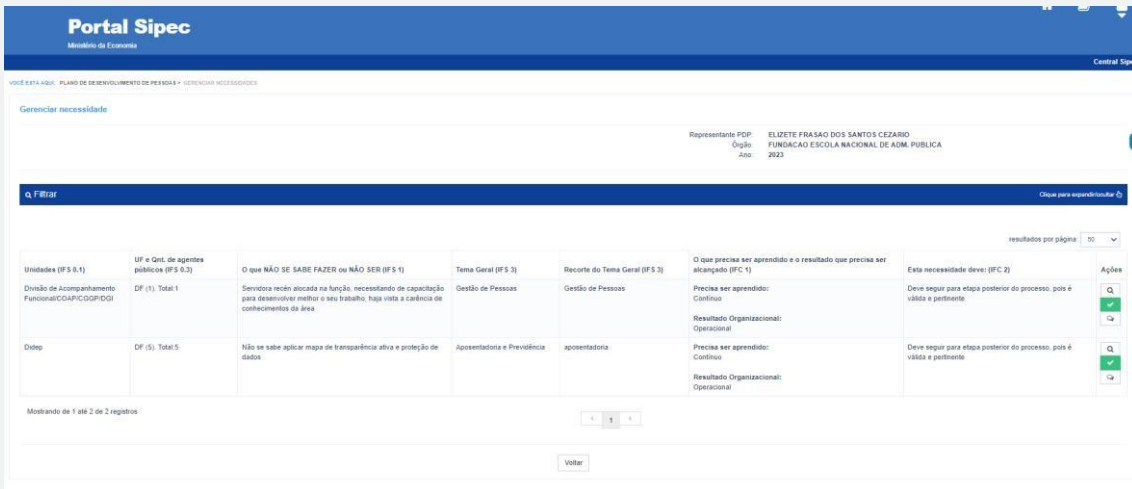 Portal Sipec
Ministério da Economia
Central Sipe
VOCÊ ESTÁ AQUI: PLANO DE DESENVOLVIMENTO DE PESSOAS > GERENCIAR NECESSIDADES
Gerenciar necessidade
Representante PDP: ELIZETE FRASAO DOS SANTOS CEZARIO
Órgão: FUNDACAO ESCOLA NACIONAL DE ADM. PUBLICA
Ano: 2023
Filtrar
Clique para expandir/ocultar
resultados por página: 50
Unidades (IFS 0.1)
UF e Qnt. de agentes
públicos (IFS 0.3)
O que NÃO SE SABE FAZER ou NÃO SER (IFS 1)
Tema Geral (IFS 3)
Recorte do Tema Geral (IFS 3)
O que precisa ser aprendido e o resultado que precisa ser
alcançado (IFC 1)
Esta necessidade deve: (IFC 2)
Ações
Divisão de Acompanhamento
Funcional/COAP/CGGP/DGI
DF (1). Total:1
Servidora recén alocada na função, necessitando de capacitação
para desenvolver melhor o seu trabalho, haja vista a carência de
conhecimentos da área
Gestão de Pessoas
Gestão de Pessoas
Precisa ser aprendido:
Contínuo
Resultado Organizacional:
Operacional
Deve seguir para etapa posterior do processo, pois é
válida e pertinente
Didep
DF (5). Total:5
Não se sabe aplicar mapa de transparência ativa e proteção de
dados
Aposentadoria e Previdência
aposentadoria
Precisa ser aprendido:
Contínuo
Resultado Organizacional:
Operacional
Deve seguir para etapa posterior do processo, pois é
válida e pertinente
Mostrando de 1 até 2 de 2 registros
1
Voltar